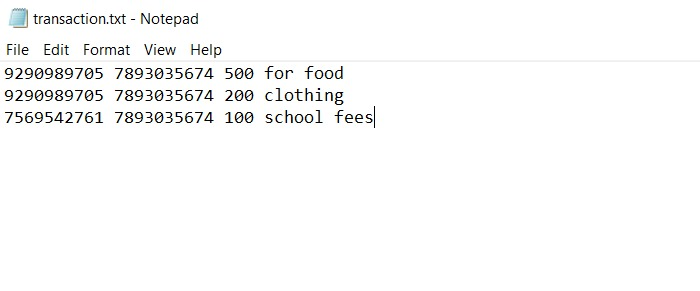 transaction.txt - Notepad
File Edit Format View Help
9290989705 7893035674 500 for food
9290989705 7893035674 200 clothing
7569542761 7893035674 100 school fees